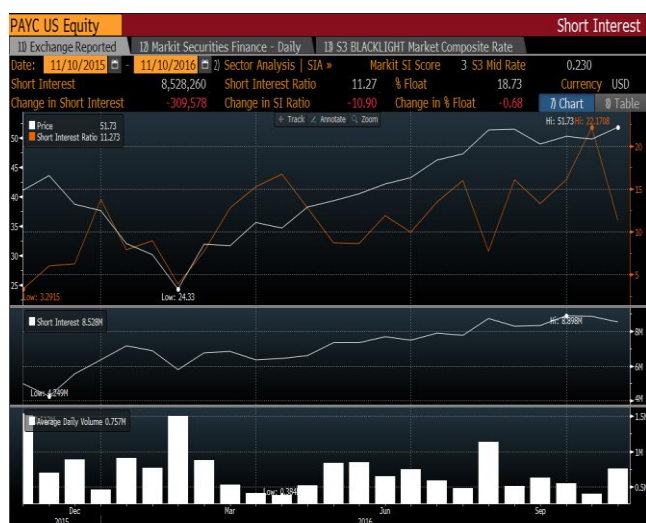 PAYC US Equity Short Interest
11) Exchange Reported 12) Markit Securities Finance - Daily 13) S3 BLACKLIGHT Market Composite Rate
Date: 11/10/2015 - 11/10/2016 2) Sector Analysis | SIA » Markit SI Score 3 S3 Mid Rate 0.230
Short Interest 8,528,260 Short Interest Ratio 11.27 % Float 18.73 Currency USD
Change in Short Interest -309,578 Change in SI Ratio -10.90 Change in % Float -0.68 7) Chart 8) Table
Track Annotate Zoom
Price 51.73
Short Interest Ratio 11.273
Hi: 51.73 Hi: 22.1708
50
45
40
35
30
25
20
15
10
5
Low: 3.2915
Low: 24.33
Short Interest 8.528M
Hi: 8.898M
8M
6M
4M
Low: 4.249M
Average Daily Volume 0.757M
1.5M
1M
0.5M
Low: 0.384
Dec Mar Jun Sep
2015 2016